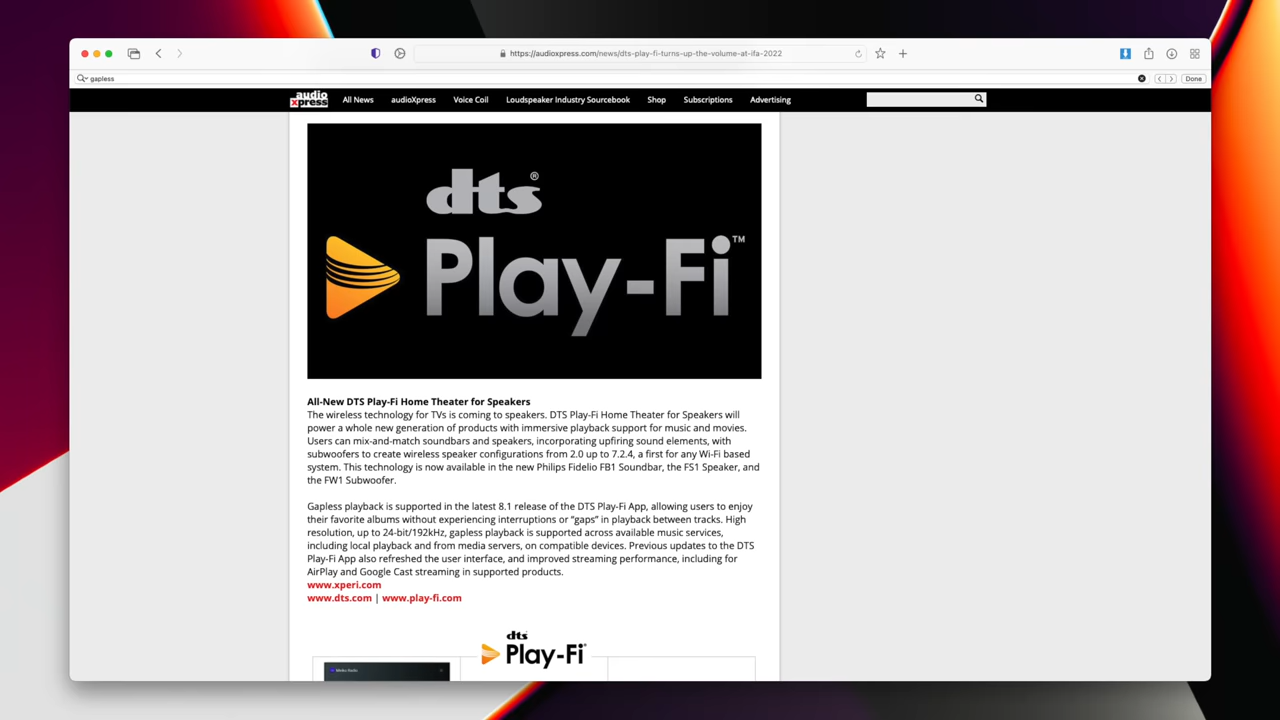 https://audioxpress.com/news/dts-play-fi-turns-up-the-volume-at-ifa-2022
gapless
Done
audio xpress
All News
audioXpress
Voice Coil
Loudspeaker Industry Sourcebook
Shop
Subscriptions
Advertising
dts®
Play-Fi™
All-New DTS Play-Fi Home Theater for Speakers
The wireless technology for TVs is coming to speakers. DTS Play-Fi Home Theater for Speakers will
power a whole new generation of products with immersive playback support for music and movies.
Users can mix-and-match soundbars and speakers, incorporating upfiring sound elements, with
subwoofers to create wireless speaker configurations from 2.0 up to 7.2.4, a first for any Wi-Fi based
system. This technology is now available in the new Philips Fidelio FB1 Soundbar, the FS1 Speaker, and
the FW1 Subwoofer.
Gapless playback is supported in the latest 8.1 release of the DTS Play-Fi App, allowing users to enjoy
their favorite albums without experiencing interruptions or “gaps” in playback between tracks. High
resolution, up to 24-bit/192kHz, gapless playback is supported across available music services,
including local playback and from media servers, on compatible devices. Previous updates to the DTS
Play-Fi App also refreshed the user interface, and improved streaming performance, including for
AirPlay and Google Cast streaming in supported products.
www.xperi.com
www.dts.com | www.play-fi.com
dts
Play-Fi